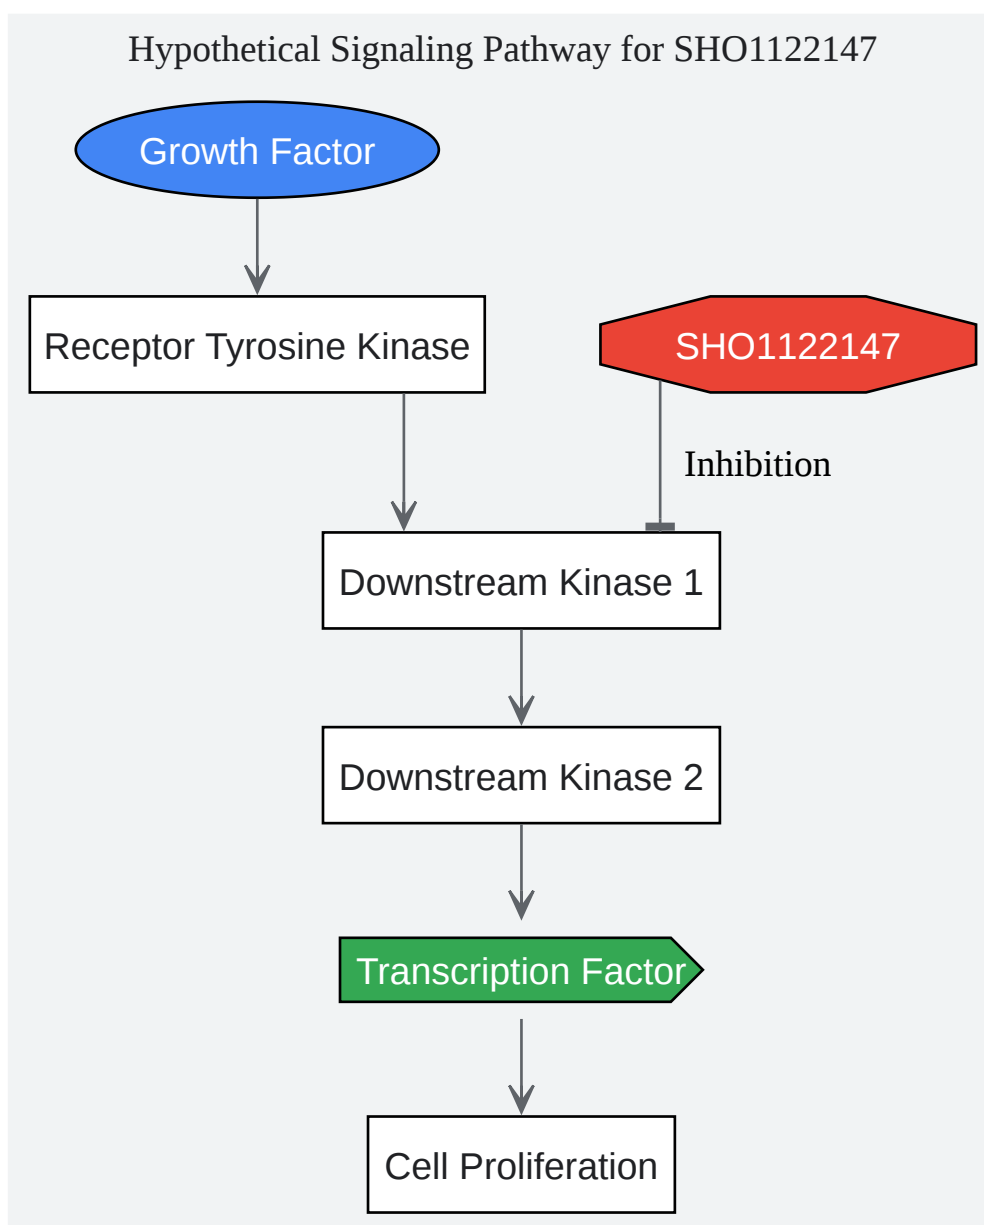 Hypothetical Signaling Pathway for SHO1122147
Growth Factor
Receptor Tyrosine Kinase
SHO1122147
Inhibition
Downstream Kinase 1
Downstream Kinase 2
Transcription Factor
Cell Proliferation